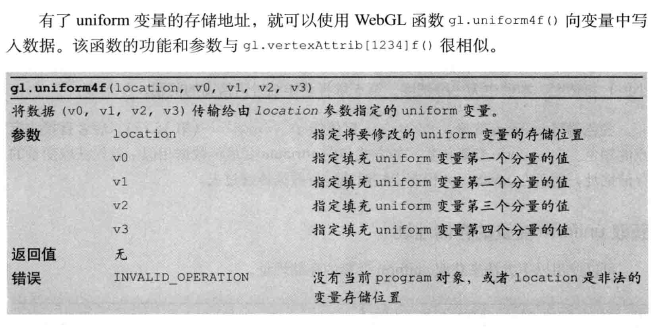 有了 uniform 变量的存储地址，就可以使用 WebGL 函数 gl.uniform4f() 向变量中写
入数据。该函数的功能和参数与 gl.vertexAttrib[1234]f() 很相似。
gl.uniform4f(location, v0, v1, v2, v3)
将数据 (v0, v1, v2, v3) 传输给由 location 参数指定的 uniform 变量。
参数 location 指定将要修改的 uniform 变量的存储位置
v0 指定填充 uniform 变量第一个分量的值
v1 指定填充 uniform 变量第二个分量的值
v2 指定填充 uniform 变量第三个分量的值
v3 指定填充 uniform 变量第四个分量的值
返回值 无
错误 INVALID_OPERATION 没有当前 program 对象，或者 location 是非法的
变量存储位置